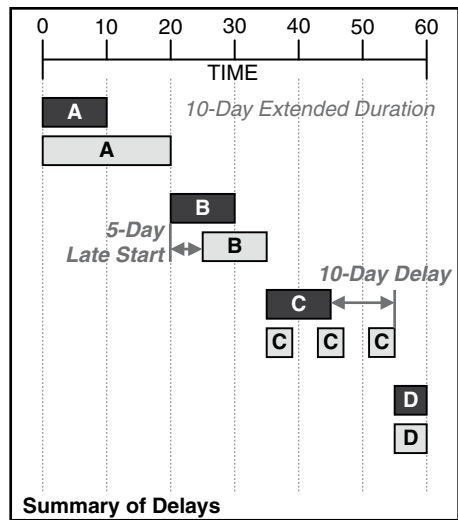 0 10 20 30 40 50 60
TIME
A 10-Day Extended Duration
A
B
5-Day
Late Start B
10-Day Delay
C
C C C
D
D
Summary of Delays